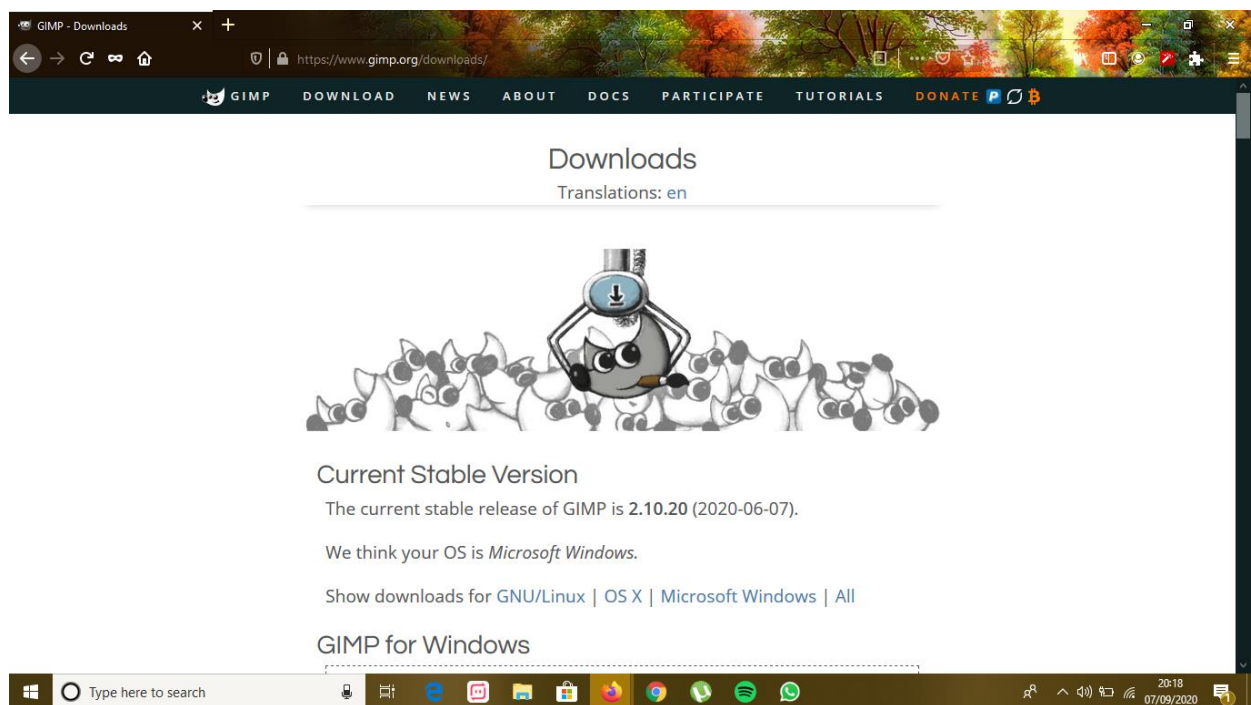 GIMP - Downloads
https://www.gimp.org/downloads/
GIMP DOWNLOAD NEWS ABOUT DOCS PARTICIPATE TUTORIALS DONATE
Downloads
Translations: en
Current Stable Version
The current stable release of GIMP is 2.10.20 (2020-06-07).
We think your OS is Microsoft Windows.
Show downloads for GNU/Linux | OS X | Microsoft Windows | All
GIMP for Windows
Type here to search
20:18
07/09/2020